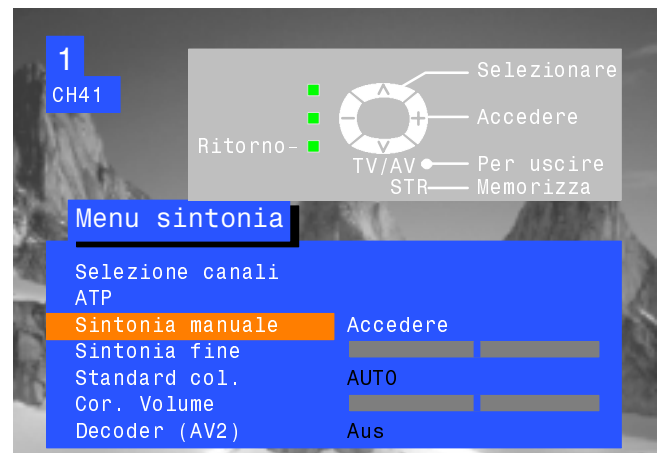 1
CH41
Selezionare
Accedere
Ritorno
TV/AV Per uscire
STR Memorizza
Menu sintonia
Selezione canali
ATP
Sintonia manuale Accedere
Sintonia fine
Standard col. AUTO
Cor. Volume
Decoder (AV2) Aus